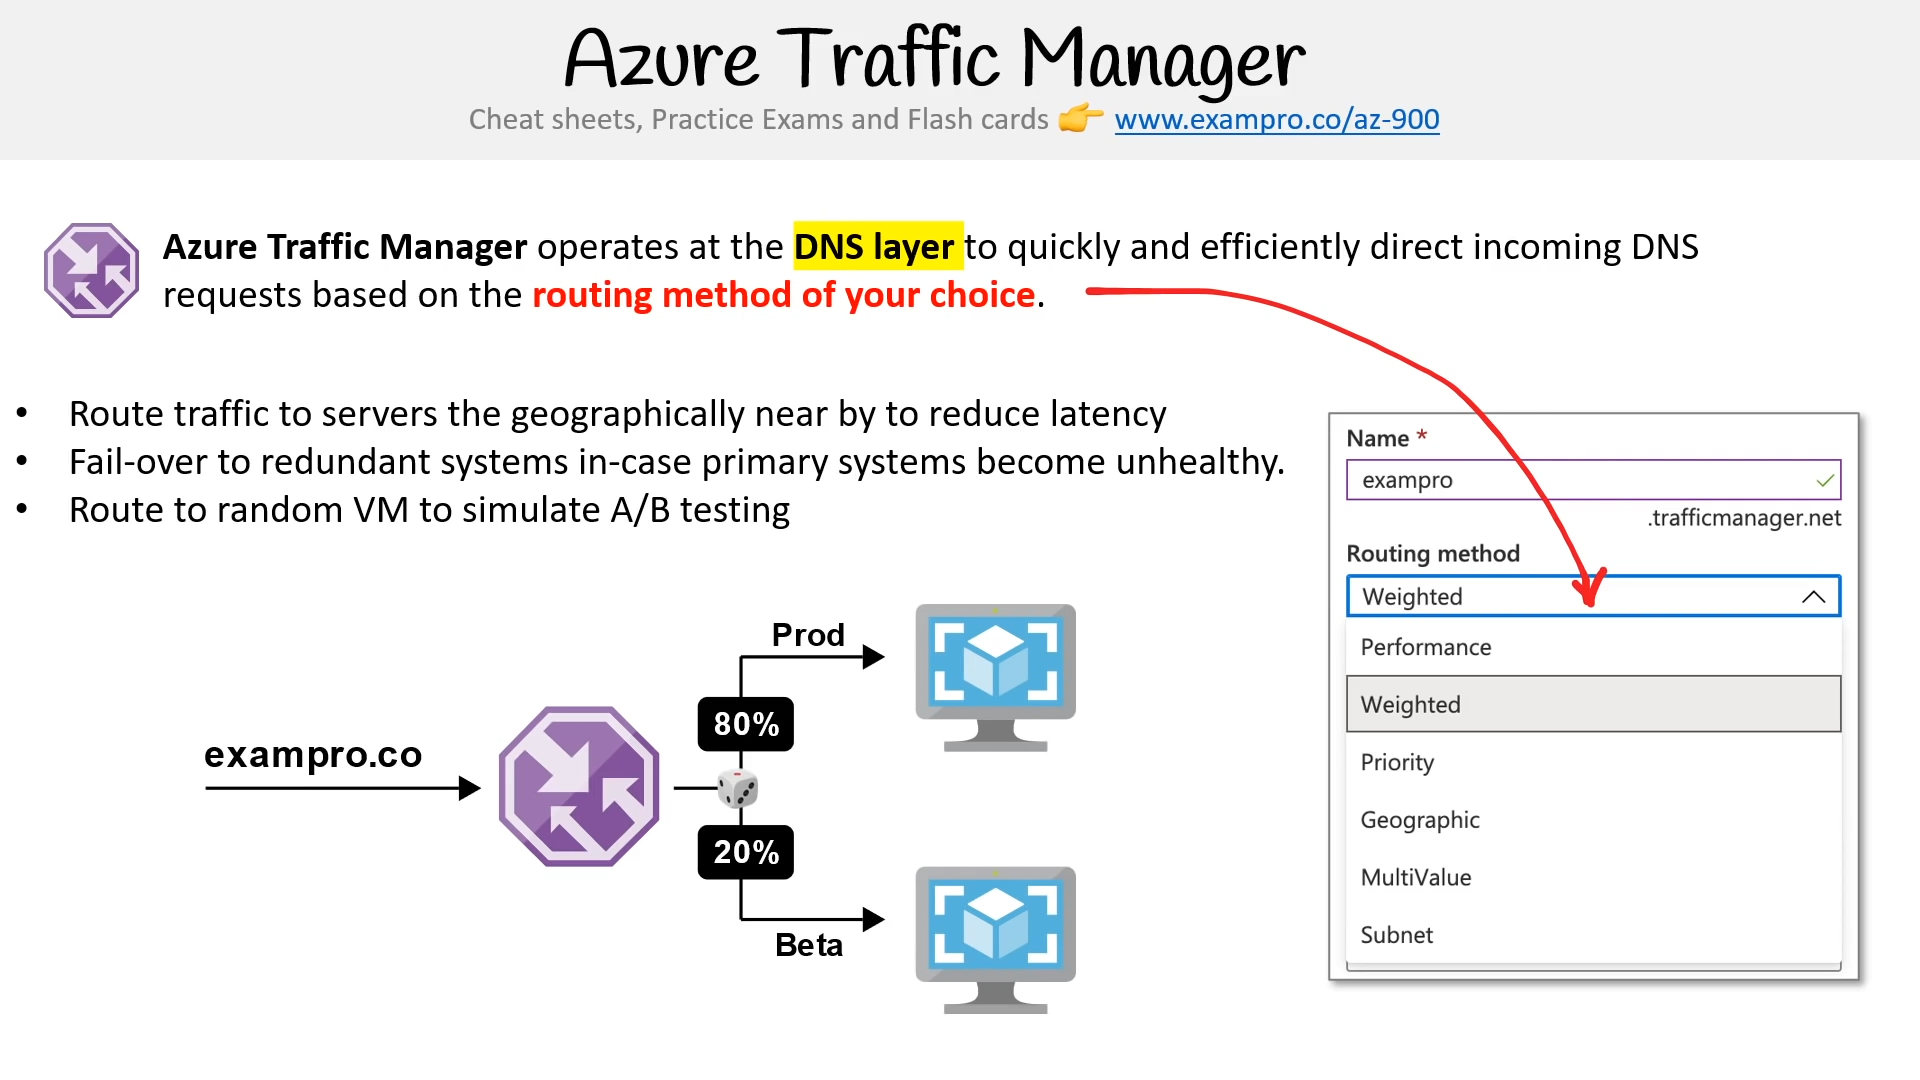 Azure Traffic Manager
Cheat sheets, Practice Exams and Flash cards 👉 www.exampro.co/az-900
Azure Traffic Manager operates at the DNS layer to quickly and efficiently direct incoming DNS
requests based on the routing method of your choice.
• Route traffic to servers the geographically near by to reduce latency
• Fail-over to redundant systems in-case primary systems become unhealthy.
• Route to random VM to simulate A/B testing
exampro.co
80%
20%
Prod
Beta
Name *
exampro
.trafficmanager.net
Routing method
Weighted
Performance
Weighted
Priority
Geographic
MultiValue
Subnet